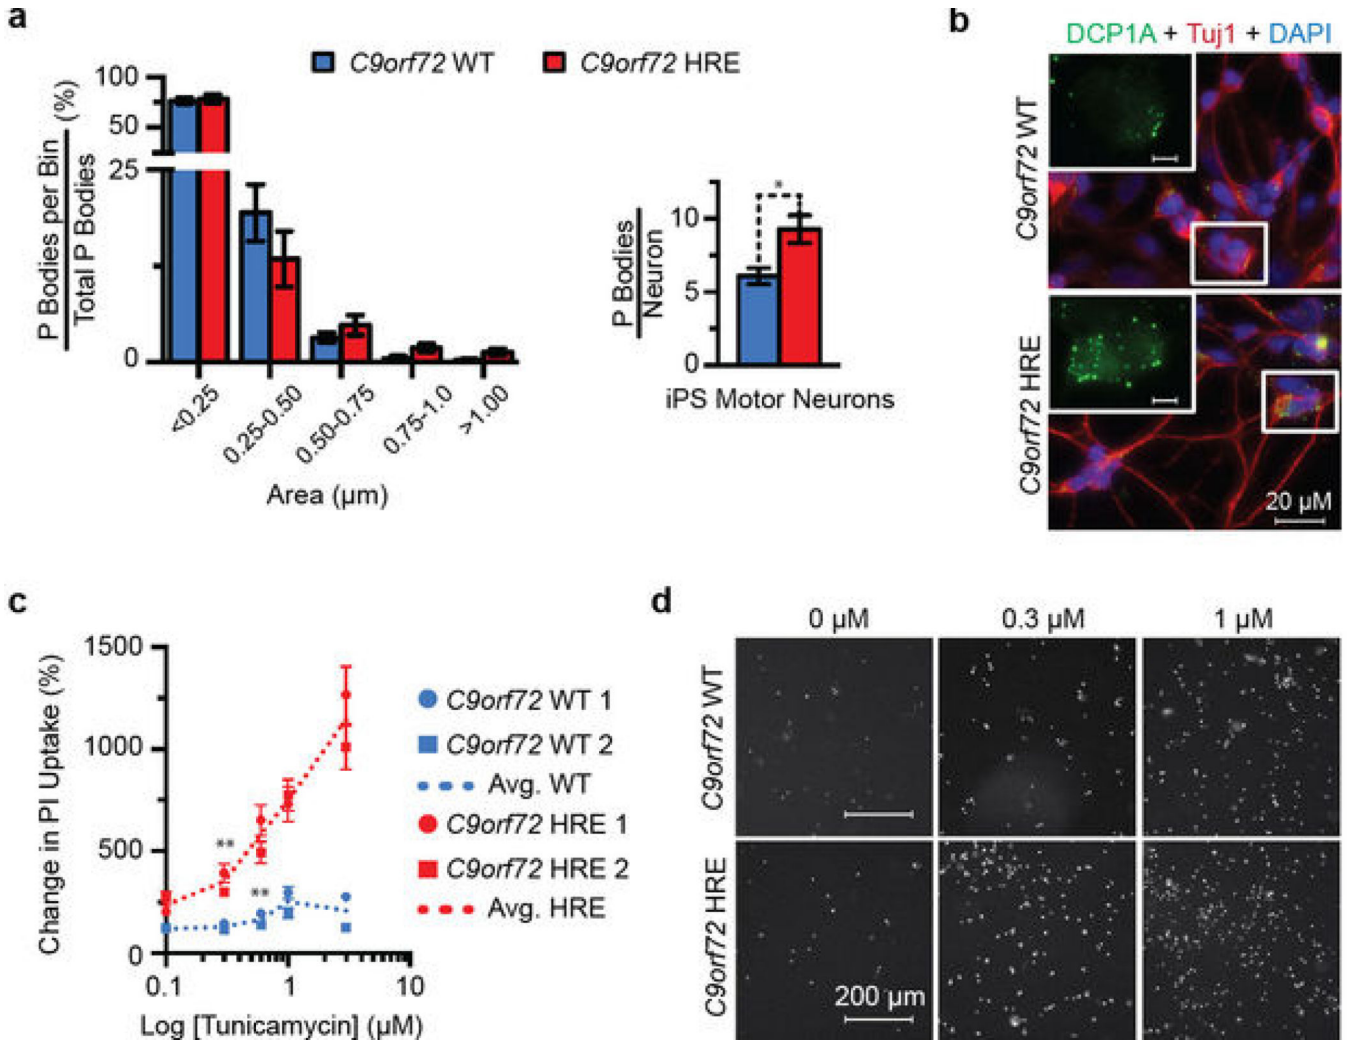 a
C9orf72 WT
C9orf72 HRE
P Bodies per Bin
Total P Bodies
(%)
100
50
25
0
<0.25
0.25-0.50
0.50-0.75
0.75-1.0
>1.00
Area (µm)
P Bodies
Neuron
10
5
0
*
iPS Motor Neurons
b
DCP1A + Tuj1 + DAPI
C9orf72 WT
C9orf72 HRE
20 µM
c
Change in PI Uptake (%)
1500
1000
500
0
**
**
0.1
1
10
Log [Tunicamycin] (µM)
C9orf72 WT 1
C9orf72 WT 2
Avg. WT
C9orf72 HRE 1
C9orf72 HRE 2
Avg. HRE
d
0 µM
0.3 µM
1 µM
C9orf72 WT
C9orf72 HRE
200 µm